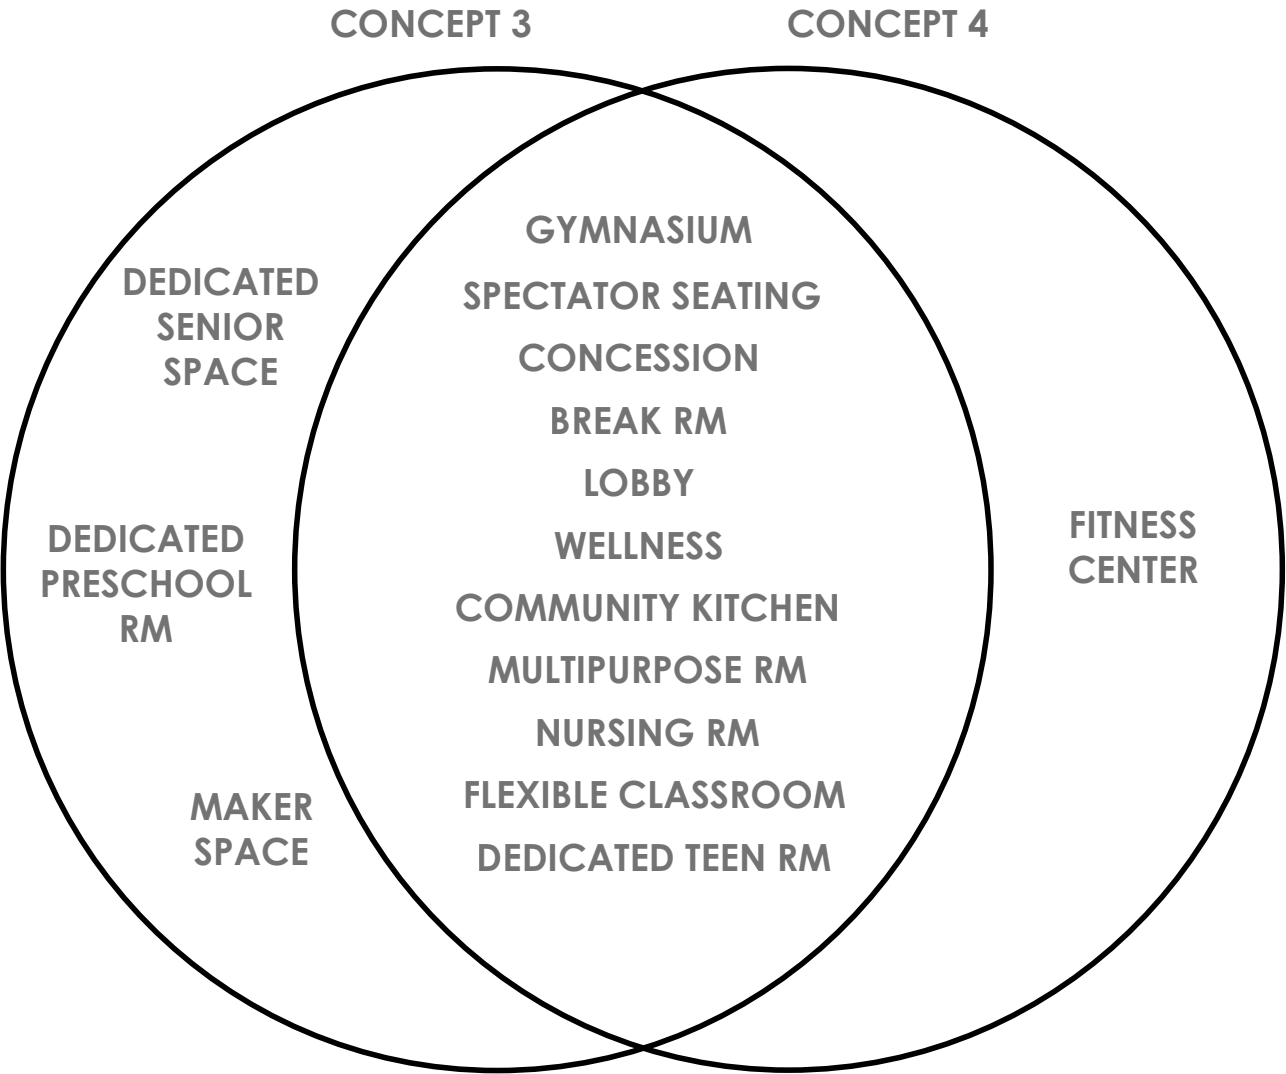 CONCEPT 3
CONCEPT 4
DEDICATED
SENIOR
SPACE
DEDICATED
PRESCHOOL
RM
MAKER
SPACE
GYMNASIUM
SPECTATOR SEATING
CONCESSION
BREAK RM
LOBBY
WELLNESS
COMMUNITY KITCHEN
MULTIPURPOSE RM
NURSING RM
FLEXIBLE CLASSROOM
DEDICATED TEEN RM
FITNESS
CENTER